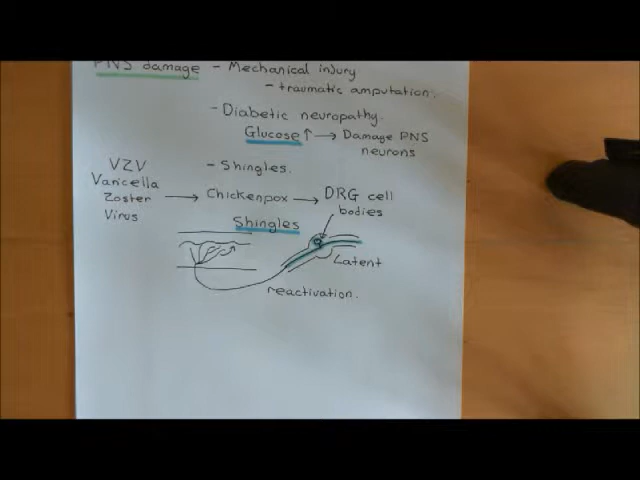 PNS damage - Mechanical injury
- traumatic amputation.
- Diabetic neuropathy.
Glucose ↑ → Damage PNS
neurons
- Shingles.
VZV
Varicella
Zoster
Virus
→ Chickenpox → DRG cell
bodies
Shingles
Latent
reactivation.